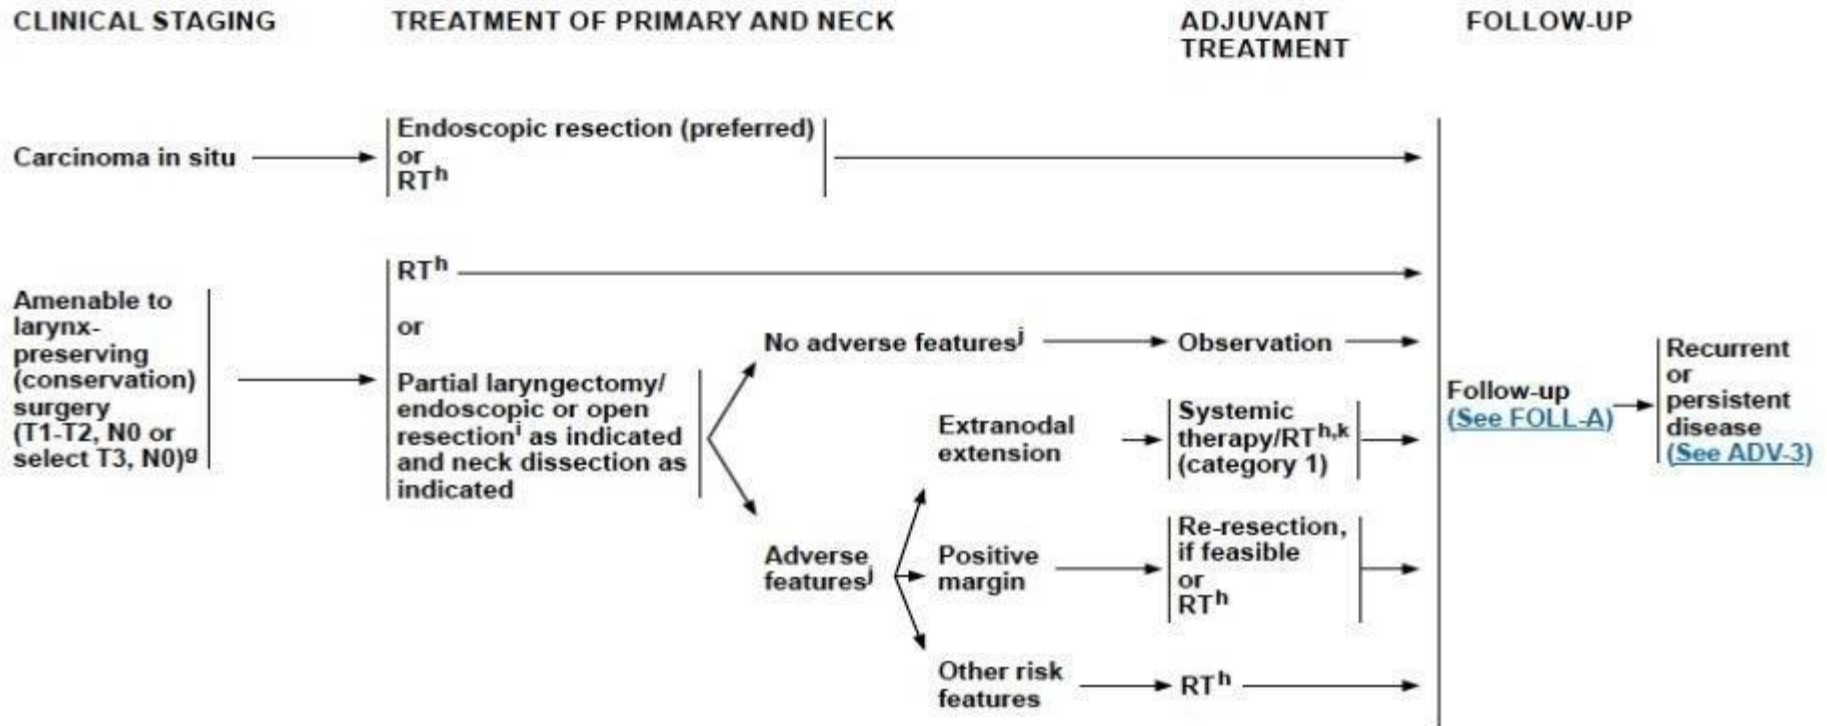 CLINICAL STAGING
TREATMENT OF PRIMARY AND NECK
ADJUVANT
TREATMENT
FOLLOW-UP
Carcinoma in situ
Endoscopic resection (preferred)
or
RTh
Amenable to
larynx-
preserving
(conservation)
surgery
(T1-T2, N0 or
select T3, N0)g
RTh
or
Partial laryngectomy/
endoscopic or open
resectioni as indicated
and neck dissection as
indicated
No adverse featuresj
Observation
Adverse
featuresj
Extranodal
extension
Systemic
therapy/RTh,k
(category 1)
Positive
margin
Re-resection,
if feasible
or
RTh
Other risk
features
RTh
Follow-up
(See FOLL-A)
Recurrent
or
persistent
disease
(See ADV-3)